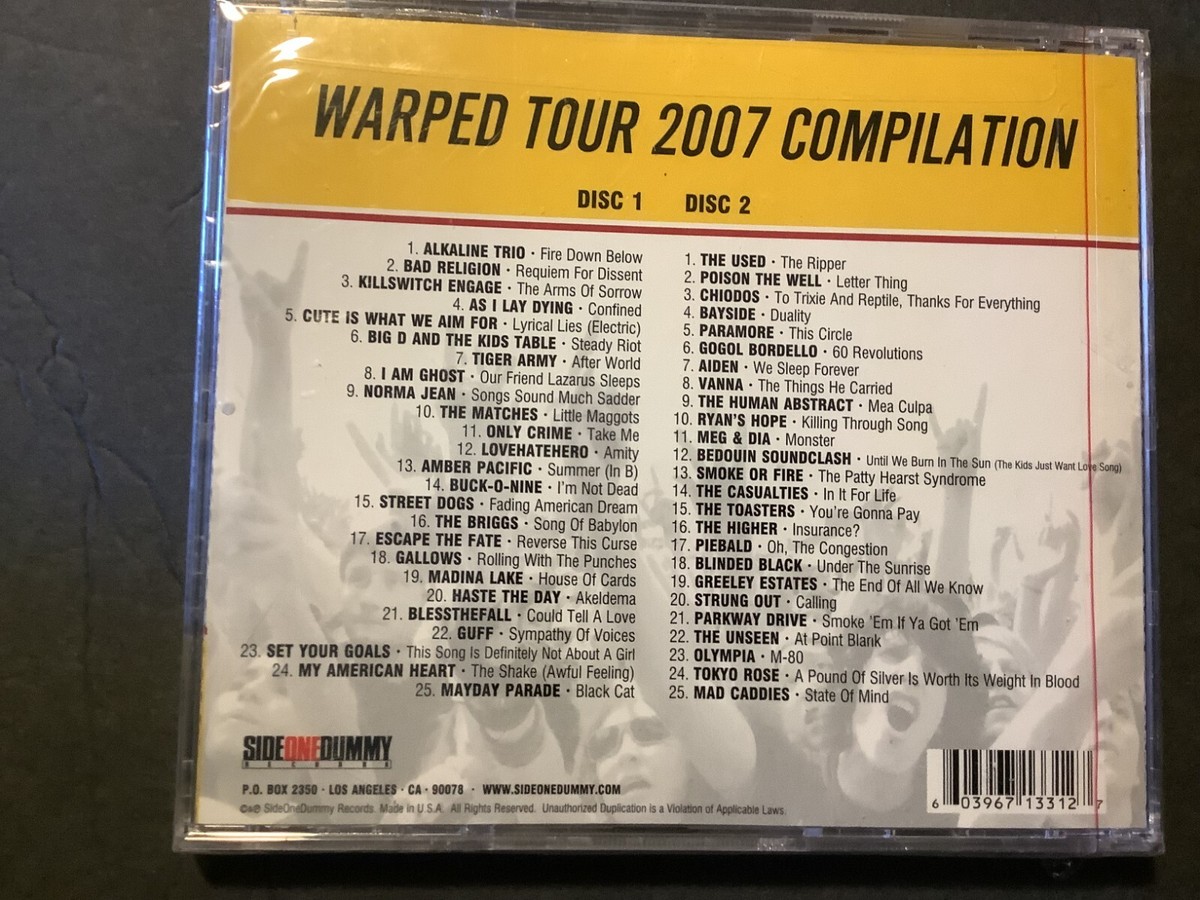 WARPED TOUR 2007 COMPILATION
DISC 1
1. ALKALINE TRIO · Fire Down Below
2. BAD RELIGION · Requiem For Dissent
3. KILLSWITCH ENGAGE · The Arms Of Sorrow
4. AS I LAY DYING · Confined
5. CUTE IS WHAT WE AIM FOR · Lyrical Lies (Electric)
6. BIG D AND THE KIDS TABLE · Steady Riot
7. TIGER ARMY · After World
8. I AM GHOST · Our Friend Lazarus Sleeps
9. NORMA JEAN · Songs Sound Much Sadder
10. THE MATCHES · Little Maggots
11. ONLY CRIME · Take Me
12. LOVEHATEHERO · Amity
13. AMBER PACIFIC · Summer (In B)
14. BUCK-O-NINE · I'm Not Dead
15. STREET DOGS · Fading American Dream
16. THE BRIGGS · Song Of Babylon
17. ESCAPE THE FATE · Reverse This Curse
18. GALLOWS · Rolling With The Punches
19. MADINA LAKE · House Of Cards
20. HASTE THE DAY · Akeldema
21. BLESSTHEFALL · Could Tell A Love
22. GUFF · Sympathy Of Voices
23. SET YOUR GOALS · This Song Is Definitely Not About A Girl
24. MY AMERICAN HEART · The Shake (Awful Feeling)
25. MAYDAY PARADE · Black Cat
DISC 2
1. THE USED · The Ripper
2. POISON THE WELL · Letter Thing
3. CHIODOS · To Trixie And Reptile, Thanks For Everything
4. BAYSIDE · Duality
5. PARAMORE · This Circle
6. GOGOL BORDELLO · 60 Revolutions
7. AIDEN · We Sleep Forever
8. VANNA · The Things He Carried
9. THE HUMAN ABSTRACT · Mea Culpa
10. RYAN'S HOPE · Killing Through Song
11. MEG & DIA · Monster
12. BEDOUIN SOUNDCLASH · Until We Burn In The Sun (The Kids Just Want Love Song)
13. SMOKE OR FIRE · The Patty Hearst Syndrome
14. THE CASUALTIES · In It For Life
15. THE TOASTERS · You're Gonna Pay
16. THE HIGHER · Insurance?
17. PIEBALD · Oh, The Congestion
18. BLINDED BLACK · Under The Sunrise
19. GREELEY ESTATES · The End Of All We Know
20. STRUNG OUT · Calling
21. PARKWAY DRIVE · Smoke 'Em If Ya Got 'Em
22. THE UNSEEN · At Point Blank
23. OLYMPIA · M-80
24. TOKYO ROSE · A Pound Of Silver Is Worth Its Weight In Blood
25. MAD CADDIES · State Of Mind
SIDEONEDUMMY
RECORDS
P.O. BOX 2350 · LOS ANGELES · CA · 90078 · WWW.SIDEONEDUMMY.COM
©&℗ SideOneDummy Records. Made in U.S.A. All Rights Reserved. Unauthorized Duplication is a Violation of Applicable Laws.
6 03967 13312 7